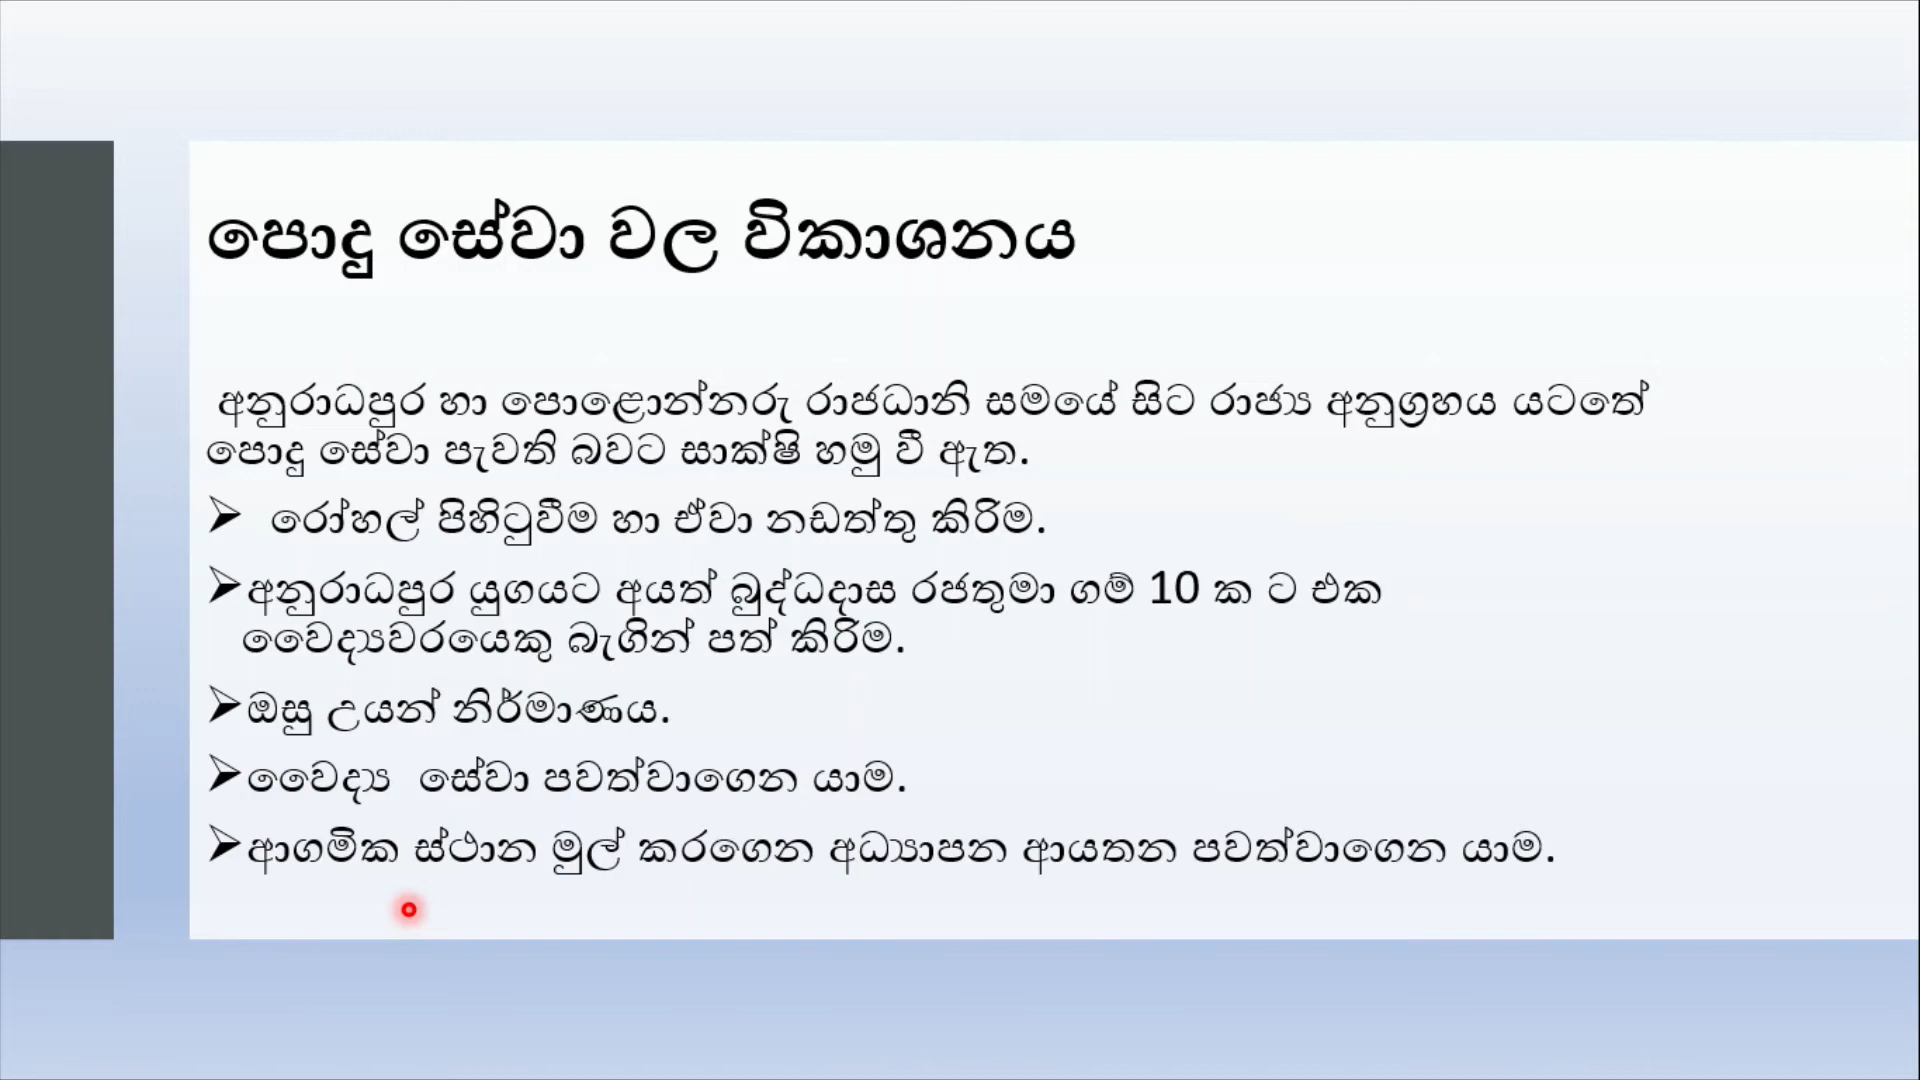 පොදු සේවා වල විකාශනය
අනුරාධපුර හා පොළොන්නරු රාජධානි සමයේ සිට රාජ්‍ය අනුග්‍රහය යටතේ
පොදු සේවා පැවති බවට සාක්ෂි හමු වී ඇත.
➢ රෝහල් පිහිටුවීම හා ඒවා නඩත්තු කිරීම.
➢අනුරාධපුර යුගයට අයත් බුද්ධදාස රජතුමා ගම් 10 ක ට එක
වෛද්‍යවරයෙකු බැගින් පත් කිරීම.
➢ඔසු උයන් නිර්මාණය.
➢වෛද්‍ය සේවා පවත්වාගෙන යාම.
➢ආගමික ස්ථාන මුල් කරගෙන අධ්‍යාපන ආයතන පවත්වාගෙන යාම.